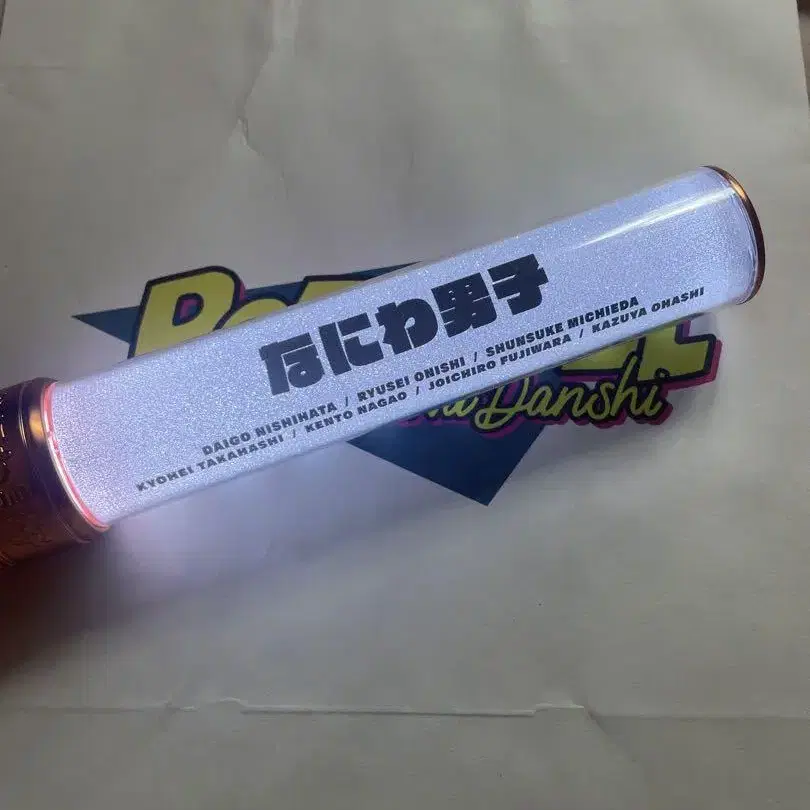 なにわ男子
DAIGO NISHIHATA / RYUSEI ONISHI / SHUNSUKE MICHIEDA
KYOHEI TAKAHASHI / KENTO NAGAO / JOICHIRO FUJIWARA / KAZUYA OHASHI
Danshi